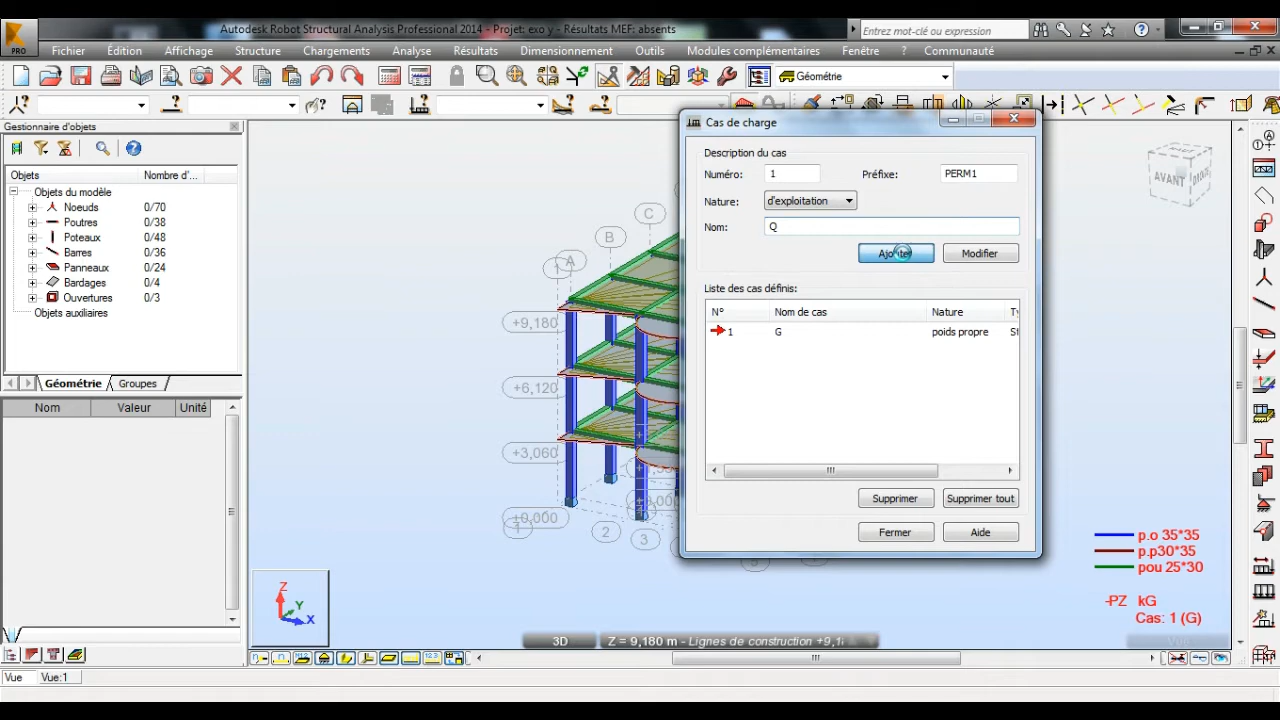 Autodesk Robot Structural Analysis Professional 2014 - Projet: exo y - Résultats MEF: absents
Entrez mot-clé ou expression
PRO
Fichier Édition Affichage Structure Chargements Analyse Résultats Dimensionnement Outils Modules complémentaires Fenêtre ? Communauté
Géométrie
Gestionnaire d'objets
Objets Nombre d'...
Objets du modèle
Noeuds 0/70
Poutres 0/38
Poteaux 0/48
Barres 0/36
Panneaux 0/24
Bardages 0/4
Ouvertures 0/3
Objets auxiliaires
Géométrie Groupes
Nom Valeur Unité
Vue Vue:1
C
B
A
1
+9,180
+6,120
+3,060
+0,000
1
2
3
Z
Y
X
3D
Z = 9,180 m - Lignes de construction
AVANT
Cas de charge
Description du cas
Numéro: 1 Préfixe: PERM1
Nature: d'exploitation
Nom: Q
Ajouter Modifier
Liste des cas définis:
N° Nom de cas Nature
1 G poids propre
Supprimer Supprimer tout
Fermer Aide
p.o 35*35
p.p30*35
pou 25*30
-PZ kG
Cas: 1 (G)